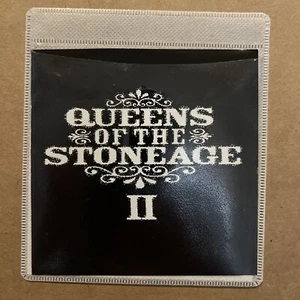 QUEENS
OF THE
STONEAGE
II